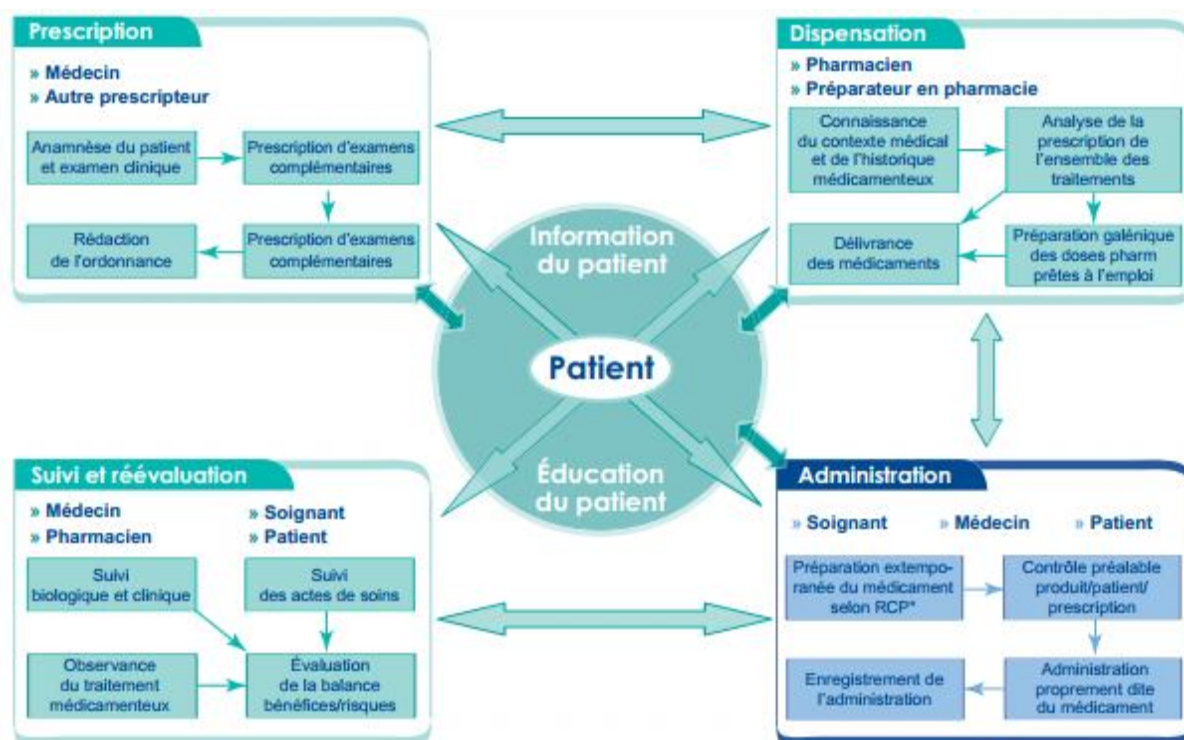 Prescription
» Médecin
» Autre prescripteur
Anamnèse du patient
et examen clinique
Prescription d'examens
complémentaires
Rédaction
de l'ordonnance
Prescription d'examens
complémentaires
Dispensation
» Pharmacien
» Préparateur en pharmacie
Connaissance
du contexte médical
et de l'historique
médicamenteux
Analyse de la
prescription de
l'ensemble des
traitements
Délivrance
des médicaments
Préparation galénique
des doses pharm
prêtes à l'emploi
Information
du patient
Patient
Éducation
du patient
Suivi et réévaluation
» Médecin
» Pharmacien
» Soignant
» Patient
Suivi
biologique et clinique
Suivi
des actes de soins
Observance
du traitement
médicamenteux
Évaluation
de la balance
bénéfices/risques
Administration
» Soignant
» Médecin
» Patient
Préparation extempo-
ranée du médicament
selon RCP*
Contrôle préalable
produit/patient/
prescription
Enregistrement de
l'administration
Administration
proprement dite
du médicament